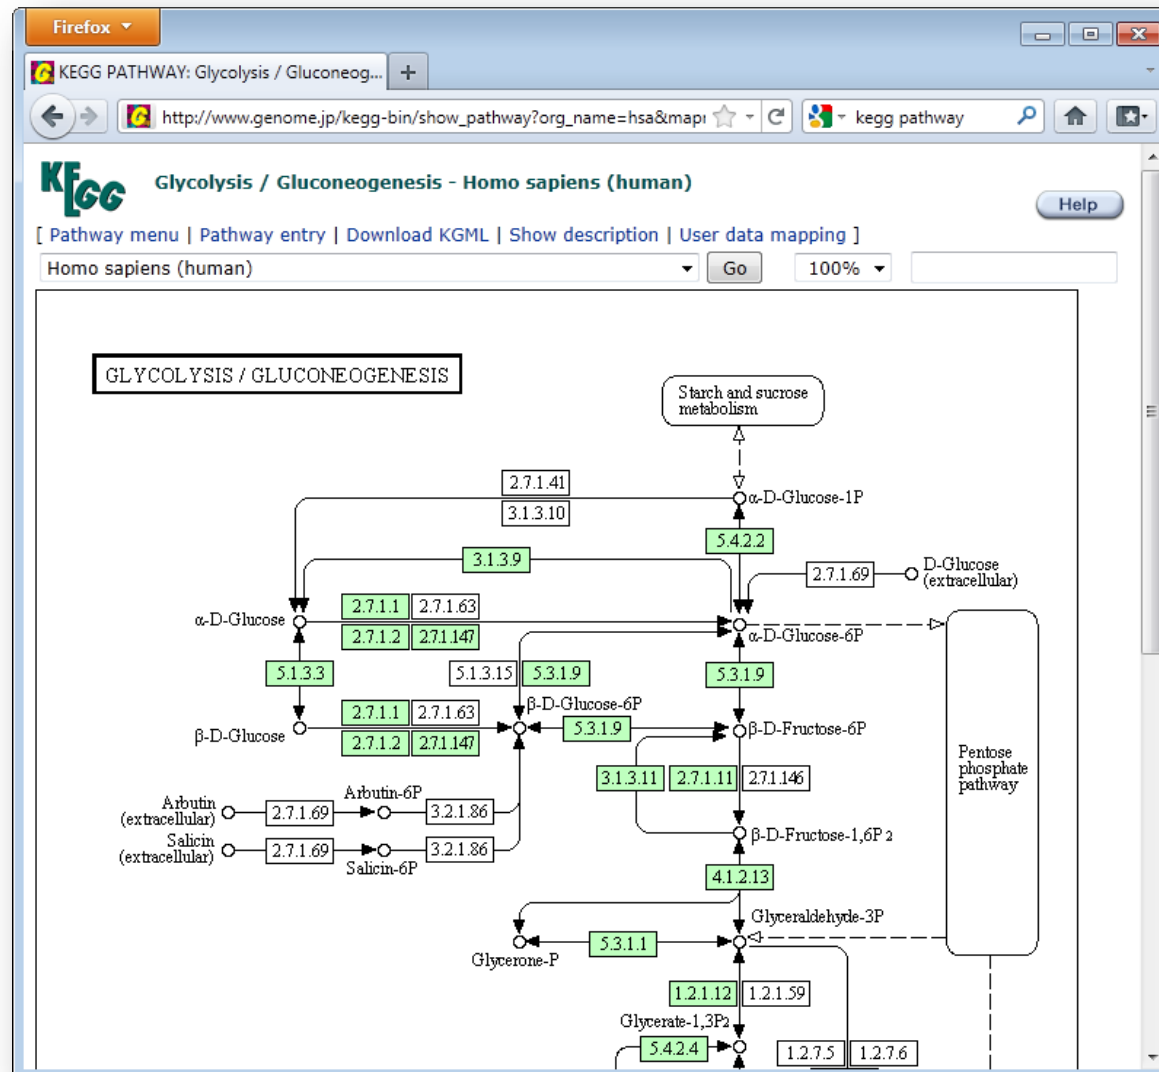 Firefox
KEGG PATHWAY: Glycolysis / Gluconeog...
http://www.genome.jp/kegg-bin/show_pathway?org_name=hsa&mapr
kegg pathway
KEGG
Glycolysis / Gluconeogenesis - Homo sapiens (human)
Help
[ Pathway menu | Pathway entry | Download KGML | Show description | User data mapping ]
Homo sapiens (human)
Go
100%
GLYCOLYSIS / GLUCONEOGENESIS
Starch and sucrose
metabolism
2.7.1.41
3.1.3.10
α-D-Glucose-1P
5.4.2.2
3.1.3.9
2.7.1.69
D-Glucose
(extracellular)
α-D-Glucose
2.7.1.1
2.7.1.63
2.7.1.2
2.7.1.147
α-D-Glucose-6P
5.1.3.3
5.1.3.15
5.3.1.9
5.3.1.9
β-D-Glucose
2.7.1.1
2.7.1.63
2.7.1.2
2.7.1.147
β-D-Glucose-6P
5.3.1.9
β-D-Fructose-6P
Pentose
phosphate
pathway
3.1.3.11
2.7.1.11
2.7.1.146
Arbutin
(extracellular)
2.7.1.69
Arbutin-6P
3.2.1.86
Salicin
(extracellular)
2.7.1.69
Salicin-6P
3.2.1.86
β-D-Fructose-1,6P2
4.1.2.13
Glyceraldehyde-3P
Glycerone-P
5.3.1.1
1.2.1.12
1.2.1.59
Glycerate-1,3P2
5.4.2.4
1.2.7.5
1.2.7.6